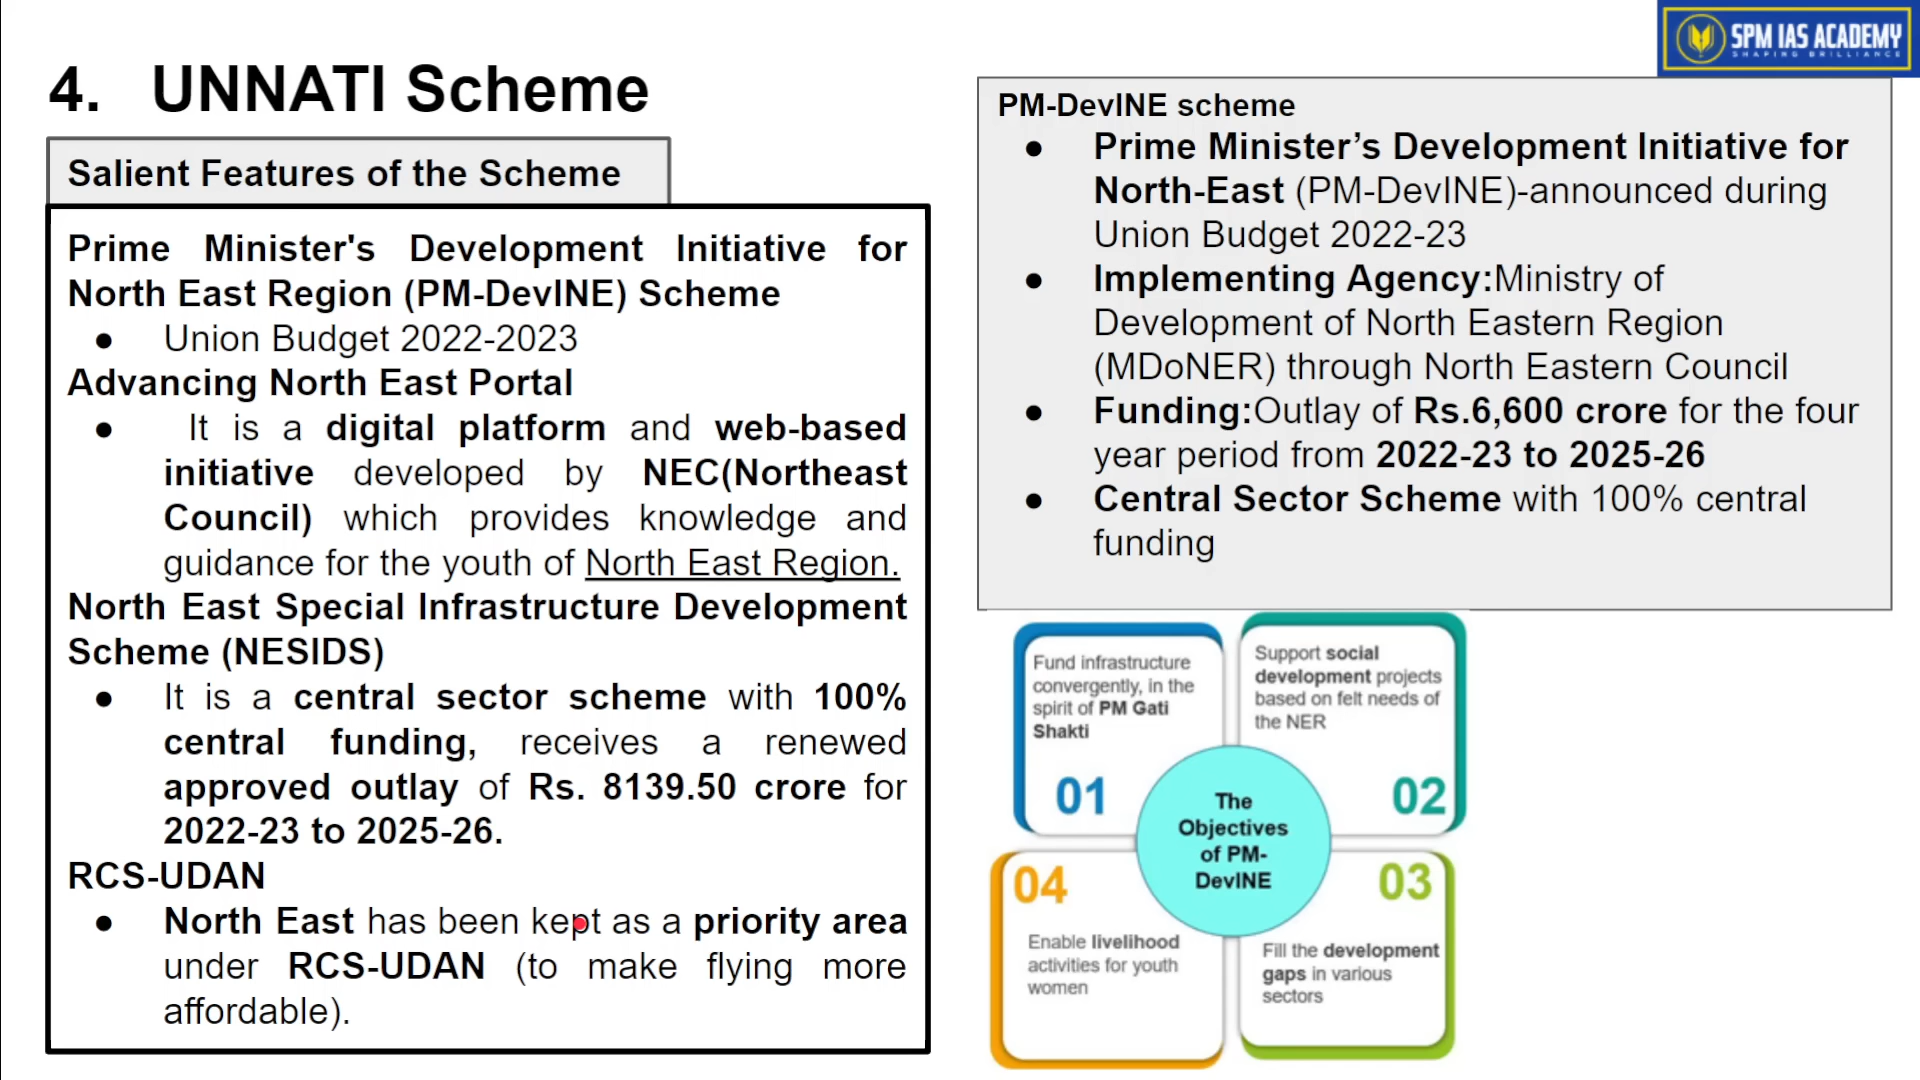 SPM IAS ACADEMY
SHAPING BRILLIANCE
4. UNNATI Scheme
Salient Features of the Scheme
Prime Minister's Development Initiative for
North East Region (PM-DevINE) Scheme
● Union Budget 2022-2023
Advancing North East Portal
● It is a digital platform and web-based
initiative developed by NEC(Northeast
Council) which provides knowledge and
guidance for the youth of North East Region.
North East Special Infrastructure Development
Scheme (NESIDS)
● It is a central sector scheme with 100%
central funding, receives a renewed
approved outlay of Rs. 8139.50 crore for
2022-23 to 2025-26.
RCS-UDAN
● North East has been kept as a priority area
under RCS-UDAN (to make flying more
affordable).
PM-DevINE scheme
● Prime Minister’s Development Initiative for
North-East (PM-DevINE)-announced during
Union Budget 2022-23
● Implementing Agency:Ministry of
Development of North Eastern Region
(MDoNER) through North Eastern Council
● Funding:Outlay of Rs.6,600 crore for the four
year period from 2022-23 to 2025-26
● Central Sector Scheme with 100% central
funding
Fund infrastructure
convergently, in the
spirit of PM Gati
Shakti
01
Support social
development projects
based on felt needs of
the NER
02
The
Objectives
of PM-
DevINE
04
Enable livelihood
activities for youth
women
03
Fill the development
gaps in various
sectors